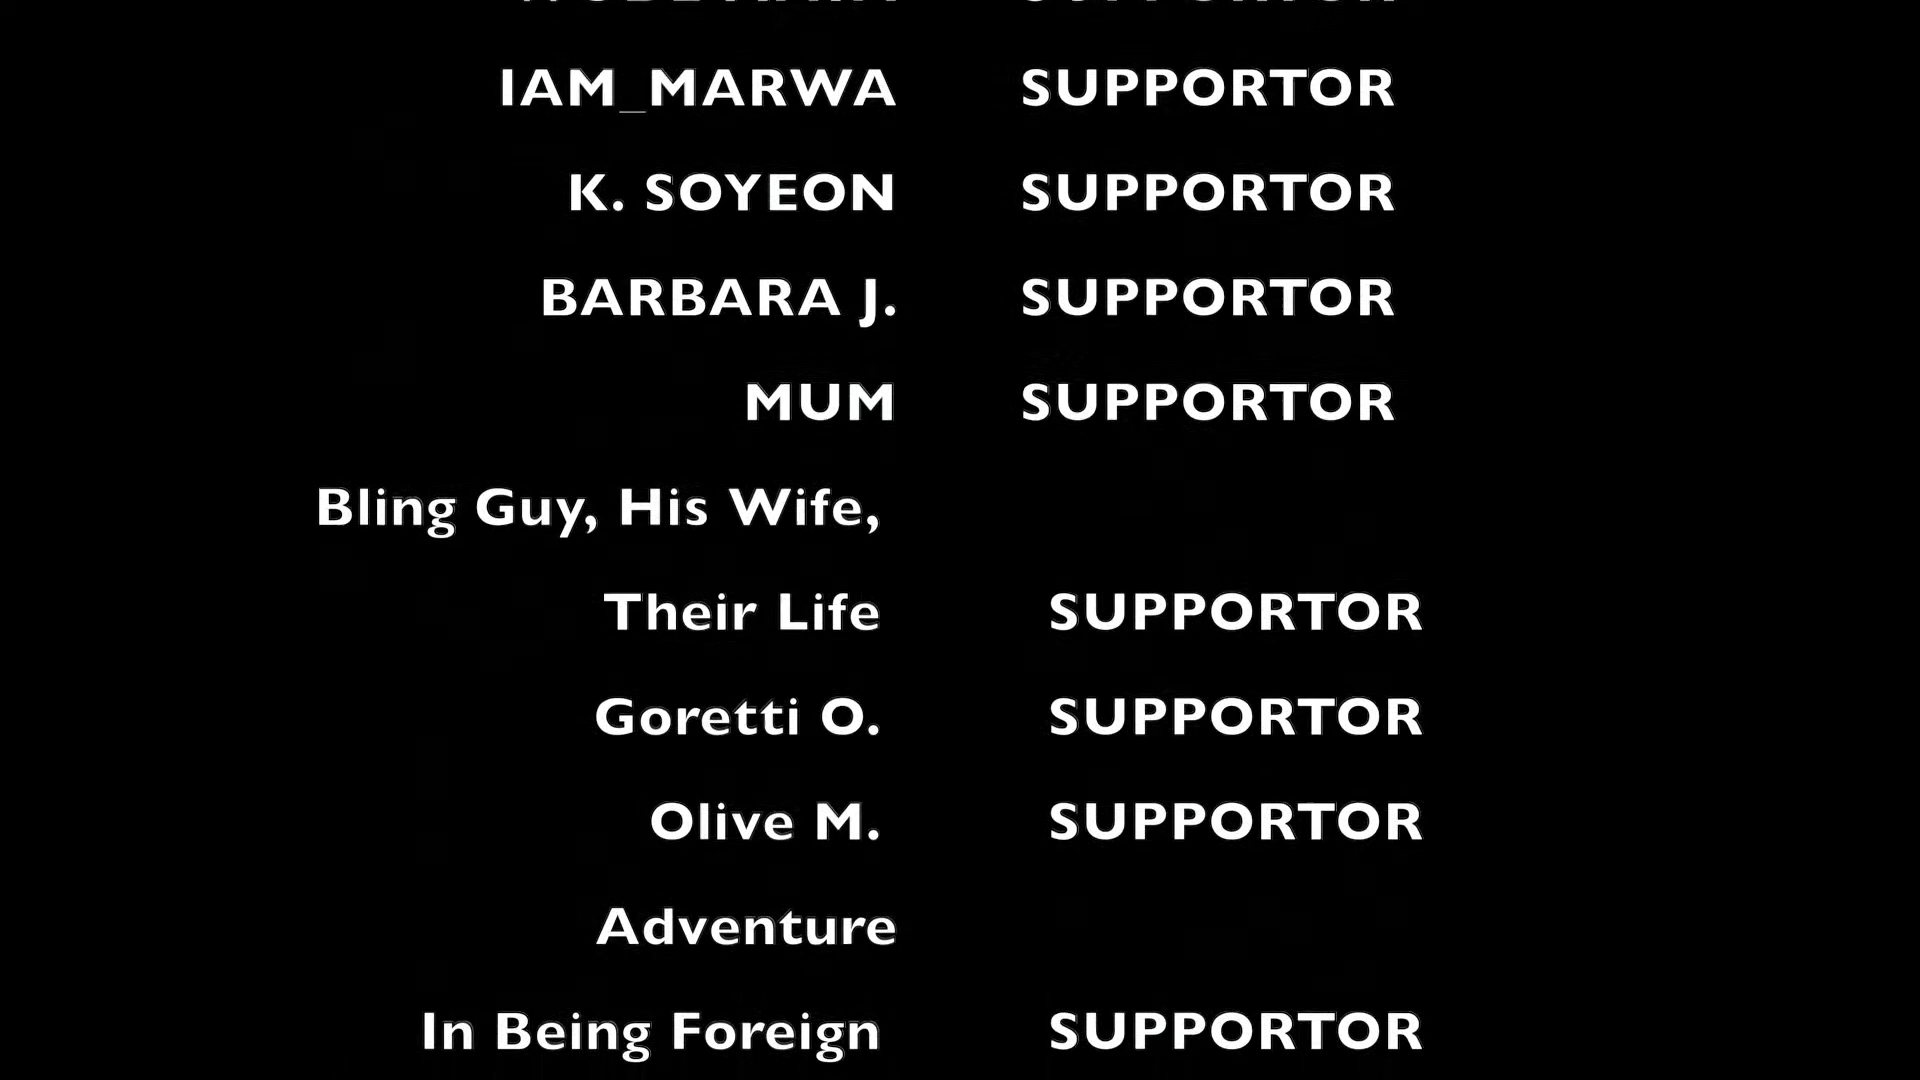 SUPPORTOR
IAM_MARWA SUPPORTOR
K. SOYEON SUPPORTOR
BARBARA J. SUPPORTOR
MUM SUPPORTOR
Bling Guy, His Wife,
Their Life SUPPORTOR
Goretti O. SUPPORTOR
Olive M. SUPPORTOR
Adventure
In Being Foreign SUPPORTOR